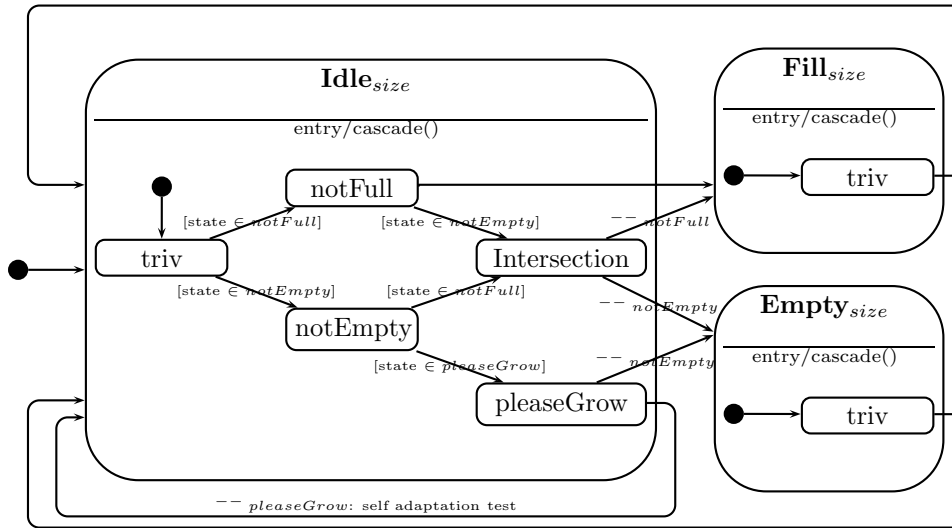 Idle_size
entry/cascade()
notFull
[state ∈ notFull]
[state ∈ notEmpty]
triv
Intersection
[state ∈ notEmpty]
[state ∈ notFull]
notEmpty
[state ∈ pleaseGrow]
pleaseGrow
−− notFull
−− notEmpty
−− notEmpty
−− pleaseGrow: self adaptation test
Fill_size
entry/cascade()
triv
Empty_size
entry/cascade()
triv